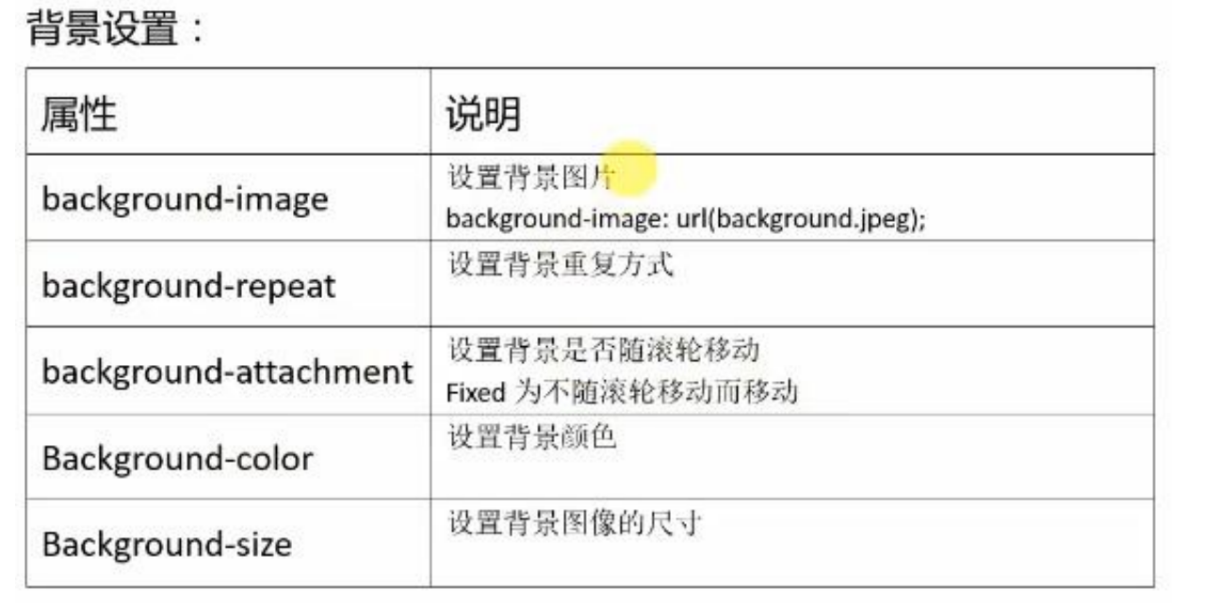 背景设置：
属性 说明
background-image 设置背景图片
background-image: url(background.jpeg);
background-repeat 设置背景重复方式
background-attachment 设置背景是否随滚轮移动
Fixed 为不随滚轮移动而移动
Background-color 设置背景颜色
Background-size 设置背景图像的尺寸